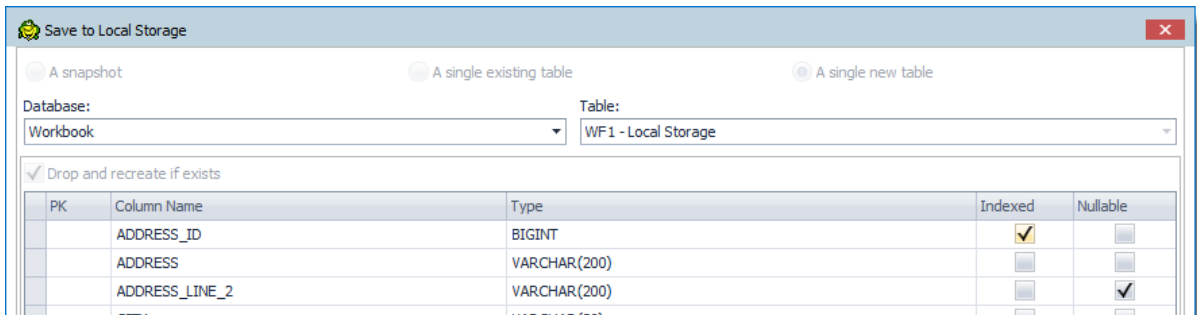 Save to Local Storage
A snapshot A single existing table A single new table
Database: Table:
Workbook WF1 - Local Storage
Drop and recreate if exists
PK Column Name Type Indexed Nullable
ADDRESS_ID BIGINT
ADDRESS VARCHAR(200)
ADDRESS_LINE_2 VARCHAR(200)